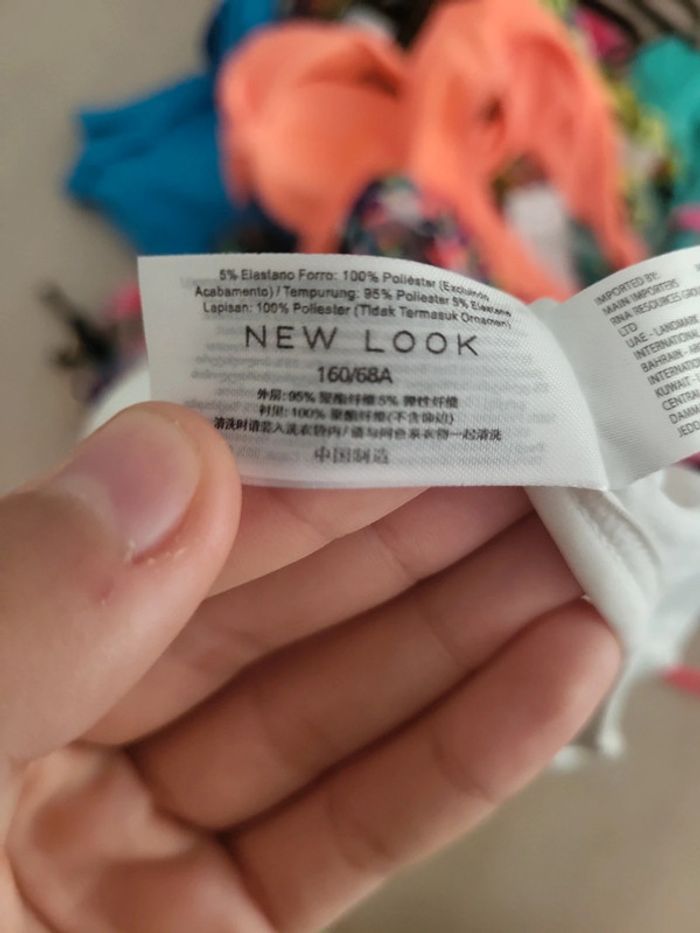 5% Elastano Forro: 100% Poliéster (Excluindo
Acabamento) / Tempurung: 95% Poliester 5% Elastane
Lapisan: 100% Poliester (Tidak Termasuk Ornamen)
NEW LOOK
160/68A
外层: 95% 聚酯纤维 5% 弹性纤维
衬里: 100% 聚酯纤维(不含饰边)
清洗时请装入洗衣袋内 / 请与同色系衣物一起清洗
中国制造
IMPORTED BY:
MAIN IMPORTERS
RNA RESOURCES GROUP
LTD
UAE - LANDMARK
INTERNATIONAL
BAHRAIN -
INTERNATIO
KUWAIT -
CENTRAL
DAMM
JEDD